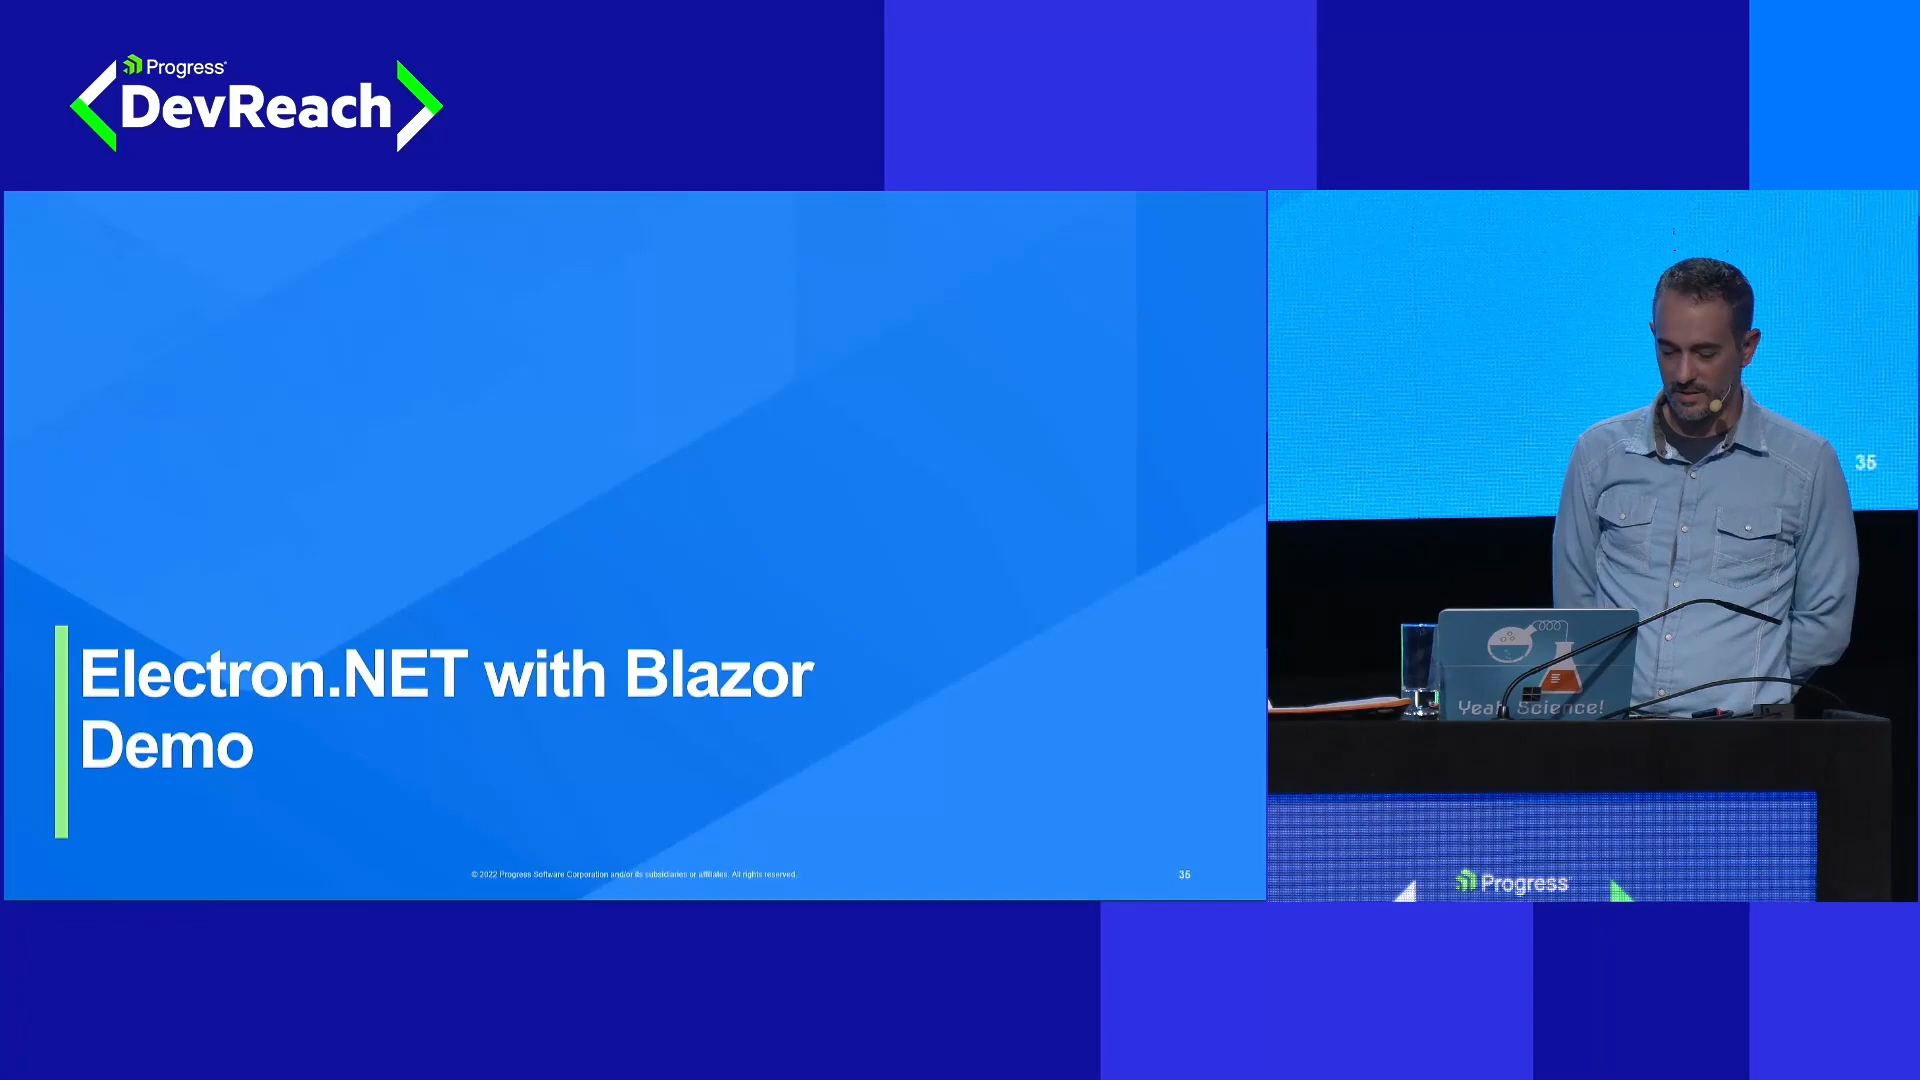 Progress
DevReach
Electron.NET with Blazor
Demo
© 2022 Progress Software Corporation and/or its subsidiaries or affiliates. All rights reserved.
35
35
Yeah Science!
Progress